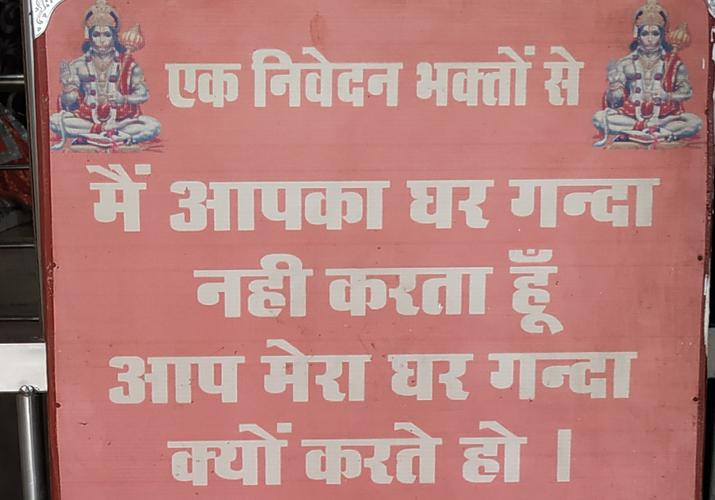 एक निवेदन भक्तों से
मैं आपका घर गन्दा
नही करता हूँ
आप मेरा घर गन्दा
क्यों करते हो ।